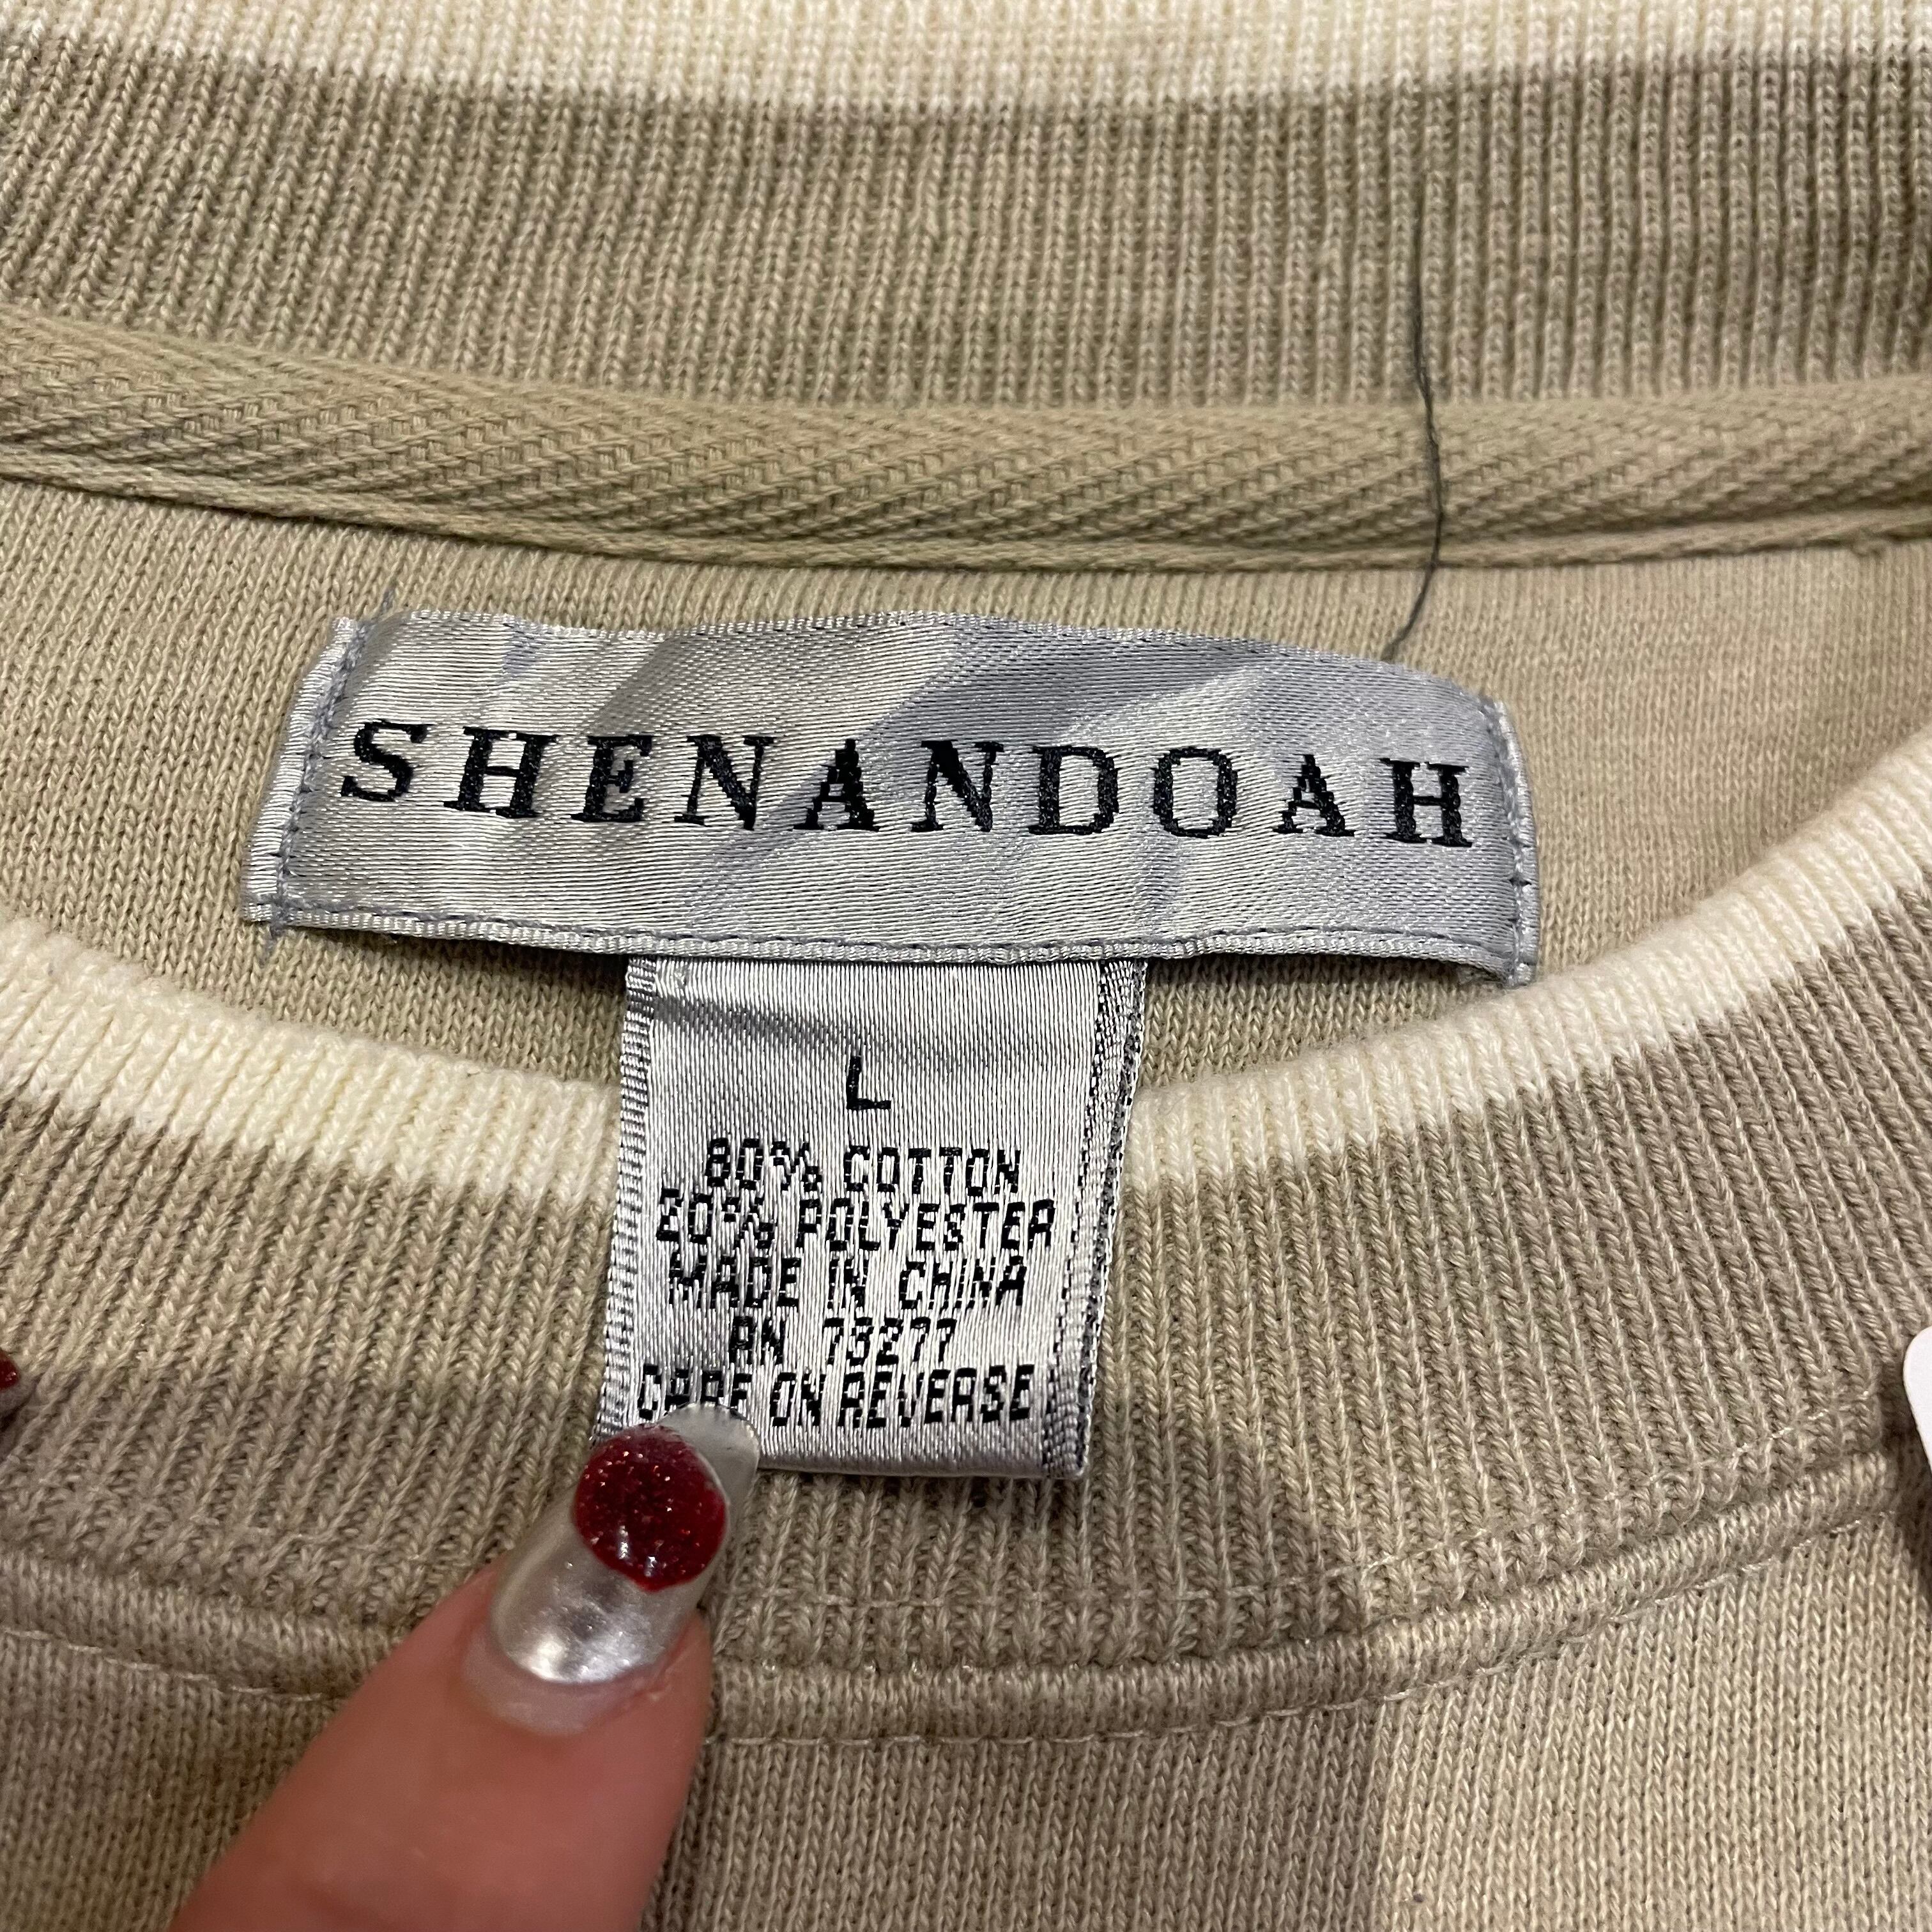 SHENANDOAH
L
80% COTTON
20% POLYESTER
MADE IN CHINA
RN 73277
CARE ON REVERSE